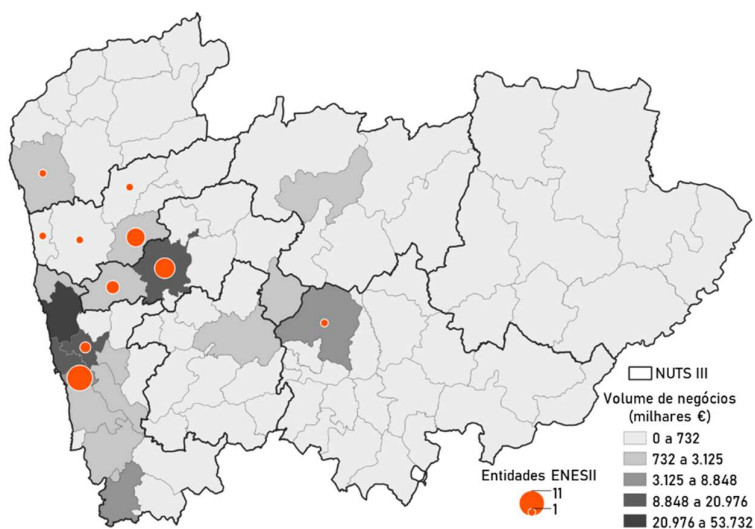 NUTS III
Volume de negócios
(milhares €)
0 a 732
732 a 3.125
3.125 a 8.848
8.848 a 20.976
20.976 a 53.732
Entidades ENESII
11
1